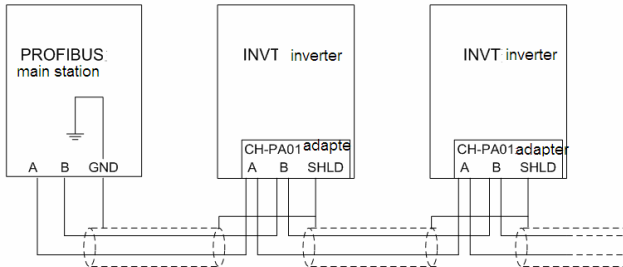 PROFIBUS
main station
A B GND
INVT inverter
CH-PA01 adapte
A B SHLD
INVT inverter
CH-PA01 adapter
A B SHLD